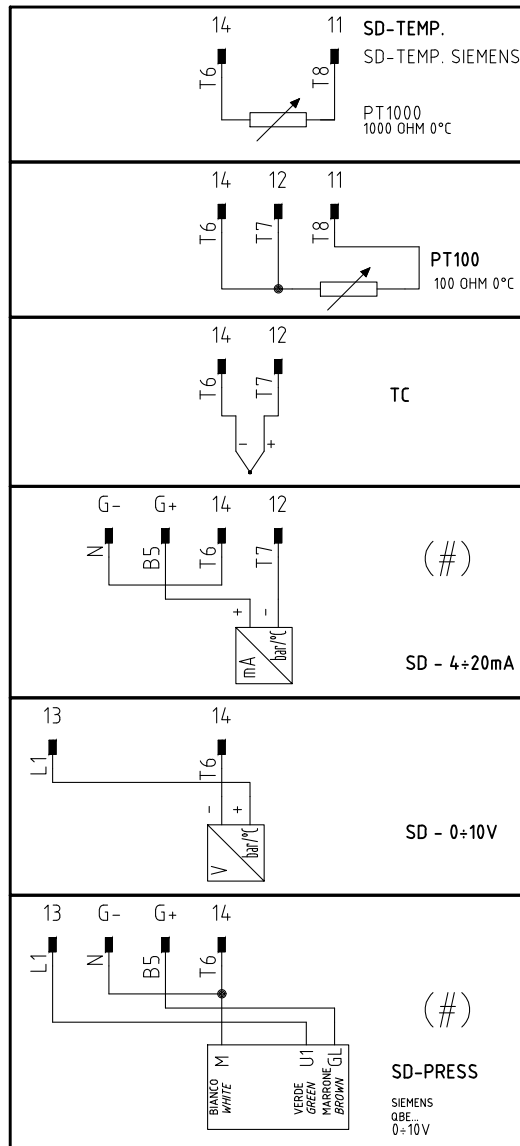 14 11 SD-TEMP.
SD-TEMP. SIEMENS
T6 T8
PT1000
1000 OHM 0°C
14 12 11
T6 T7 T8
PT100
100 OHM 0°C
14 12
T6 T7
TC
- +
G- G+ 14 12
N B5 T6 T7
(#)
+ -
mA bar/°C
SD - 4÷20mA
13 14
L1 T6
- +
V bar/°C
SD - 0÷10V
13 G- G+ 14
L1 N B5 T6
(#)
M U1 GL
BIANCO VERDE MARRONE
WHITE GREEN BROWN
SD-PRESS
SIEMENS
QBE...
0÷10V